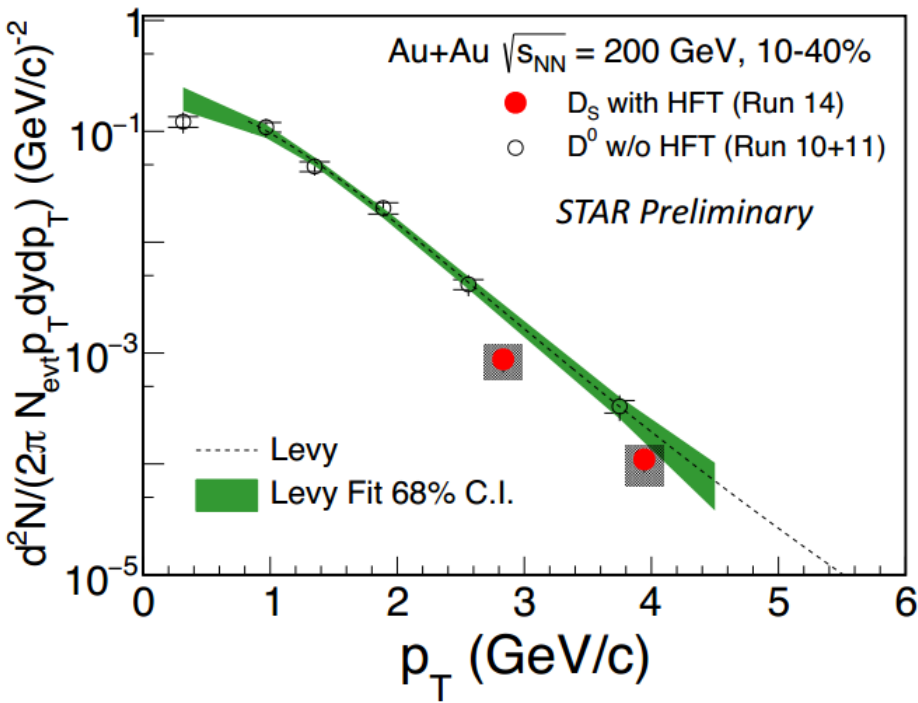 Au+Au √s_NN = 200 GeV, 10-40%
D_S with HFT (Run 14)
D^0 w/o HFT (Run 10+11)
STAR Preliminary
Levy
Levy Fit 68% C.I.
d^2N/(2π N_evt p_T dydp_T) (GeV/c)^-2
1
10^-1
10^-3
10^-5
0 1 2 3 4 5 6
p_T (GeV/c)